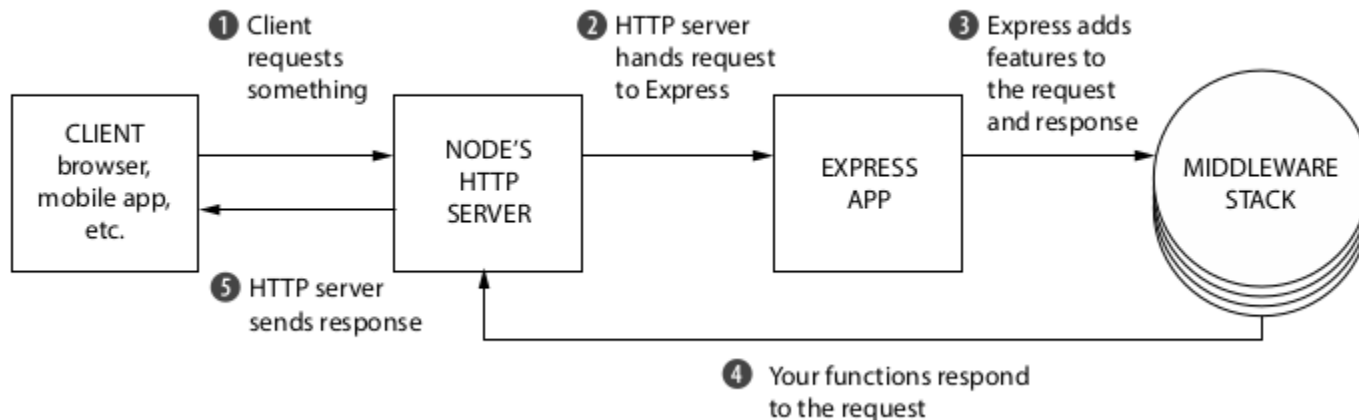 1 Client
requests
something
2 HTTP server
hands request
to Express
3 Express adds
features to
the request
and response
CLIENT
browser,
mobile app,
etc.
NODE’S
HTTP
SERVER
EXPRESS
APP
MIDDLEWARE
STACK
5 HTTP server
sends response
4 Your functions respond
to the request